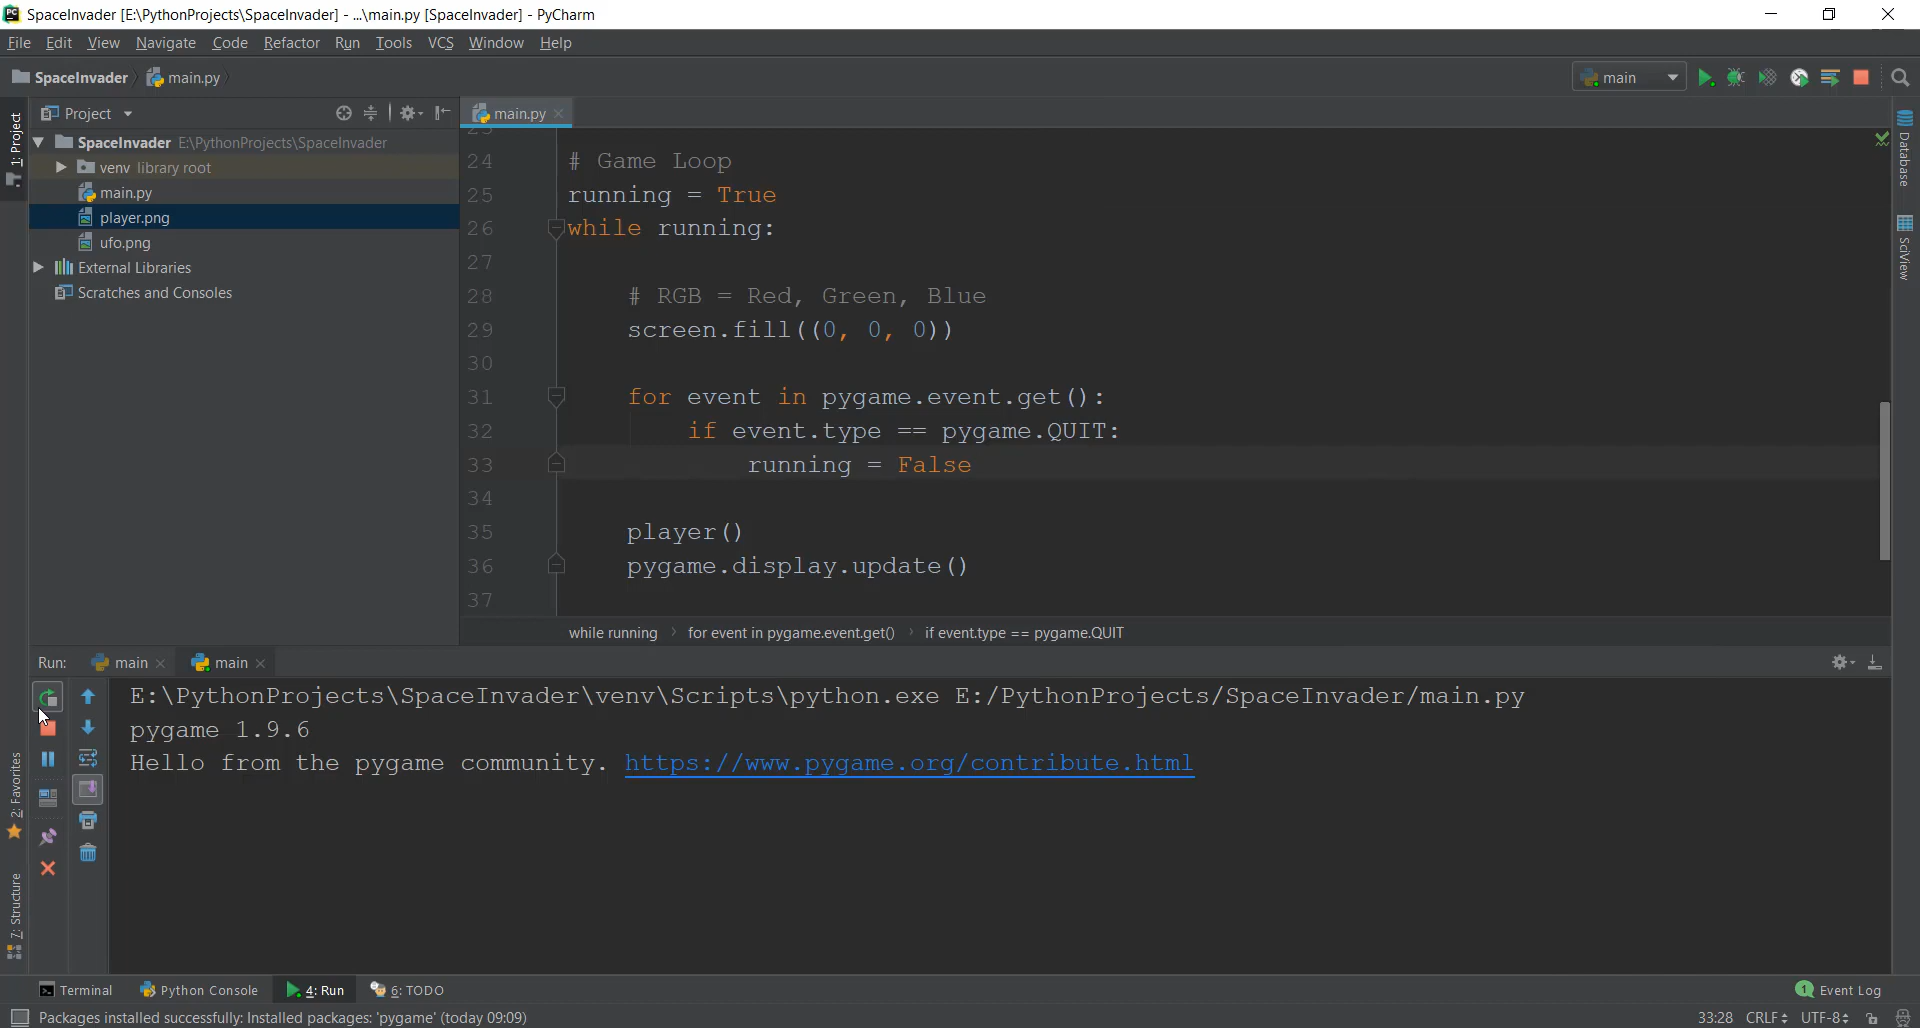 SpaceInvader [E:\PythonProjects\SpaceInvader] - ...\main.py [SpaceInvader] - PyCharm
File Edit View Navigate Code Refactor Run Tools VCS Window Help
SpaceInvader main.py
main
1: Project
Project
main.py
SpaceInvader E:\PythonProjects\SpaceInvader
venv library root
main.py
player.png
ufo.png
External Libraries
Scratches and Consoles
24 # Game Loop
25 running = True
26 while running:
27
28 # RGB = Red, Green, Blue
29 screen.fill((0, 0, 0))
30
31 for event in pygame.event.get():
32 if event.type == pygame.QUIT:
33 running = False
34
35 player()
36 pygame.display.update()
37
while running for event in pygame.event.get() if event.type == pygame.QUIT
Database
SciView
Run: main main
E:\PythonProjects\SpaceInvader\venv\Scripts\python.exe E:/PythonProjects/SpaceInvader/main.py
pygame 1.9.6
Hello from the pygame community. https://www.pygame.org/contribute.html
2: Favorites
7: Structure
Terminal Python Console 4: Run 6: TODO 1 Event Log
Packages installed successfully: Installed packages: 'pygame' (today 09:09) 33:28 CRLF UTF-8